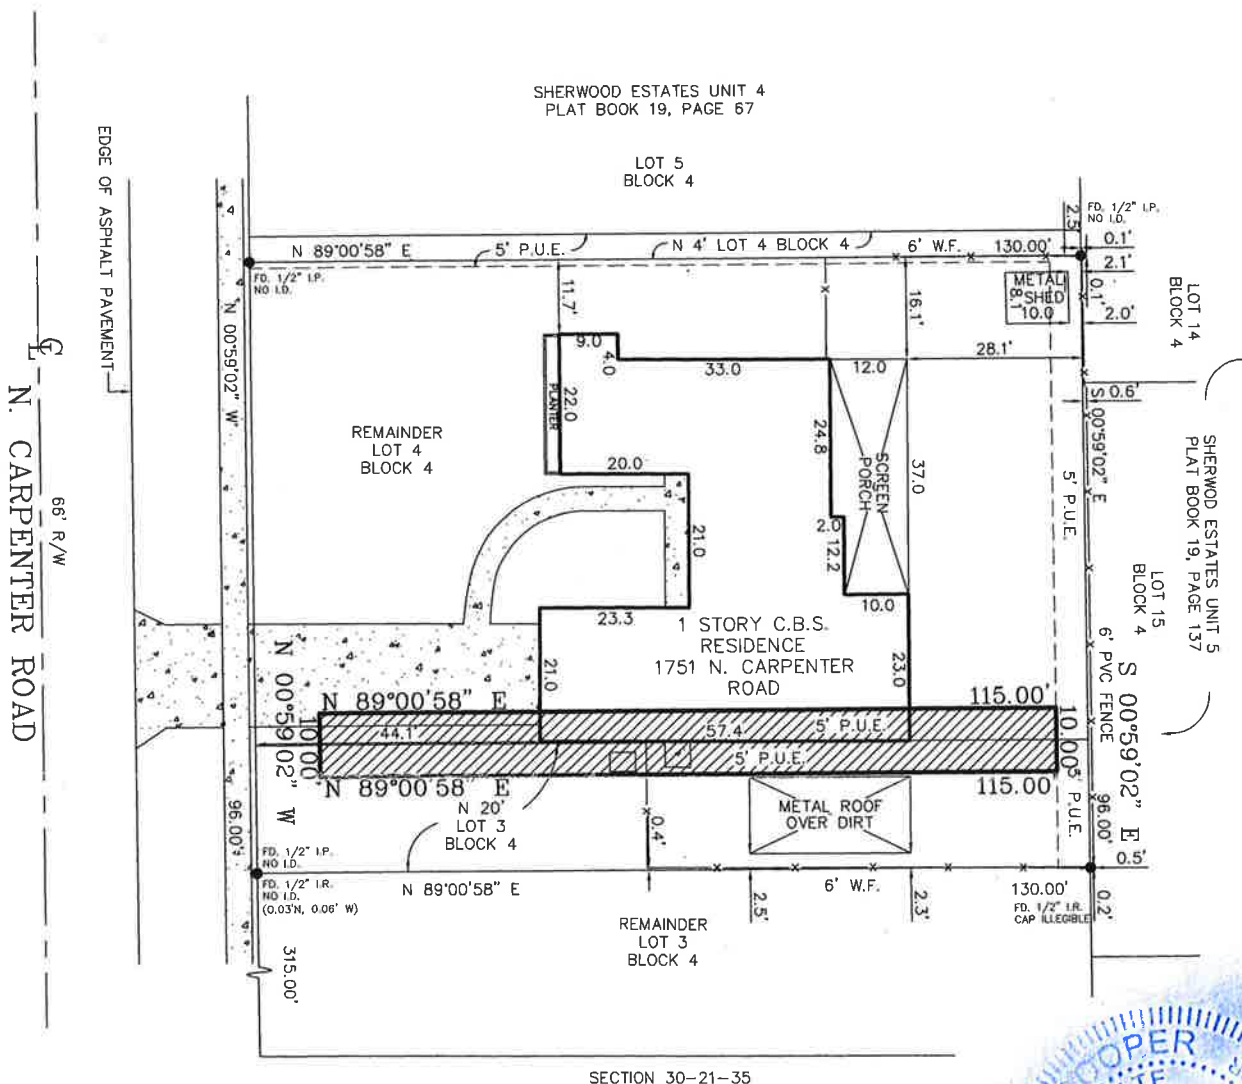 SHERWOOD ESTATES UNIT 4
PLAT BOOK 19, PAGE 67
LOT 5
BLOCK 4
EDGE OF ASPHALT PAVEMENT
N 89°00'58" E
5' P.U.E.
N 4' LOT 4 BLOCK 4
6' W.F.
130.00'
2.5'
FD. 1/2" I.P.
NO I.D.
0.1'
2.1'
0.1'
2.0'
LOT 14
BLOCK 4
FD. 1/2" I.P.
NO I.D.
N 00°59'02" W
METAL
SHED
8.1'
10.0
11.7'
16.1'
28.1'
9.0
4.0
33.0
12.0
0.6'
S 00°59'02" E
SHERWOD ESTATES UNIT 5
PLAT BOOK 19, PAGE 137
LOT 15
BLOCK 4
PLANTER
22.0
REMAINDER
LOT 4
BLOCK 4
20.0
24.8
SCREEN
PORCH
37.0
5' P.U.E.
21.0
2.0
12.2
10.0
23.3
1 STORY C.B.S.
RESIDENCE
1751 N. CARPENTER
ROAD
21.0
23.0
6' PVC FENCE
S 00°59'02" E
℄ N. CARPENTER ROAD
66' R/W
N 00°59'02" W
N 89°00'58" E
115.00'
10.00'
44.1'
57.4
5' P.U.E.
10.00'
5' P.U.E.
N 89°00'58" E
115.00'
5' P.U.E.
96.00'
96.00'
N 20'
LOT 3
BLOCK 4
METAL ROOF
OVER DIRT
0.4'
0.5'
FD. 1/2" I.P.
NO I.D.
FD. 1/2" I.R.
NO I.D.
(0.03'N, 0.06' W)
N 89°00'58" E
6' W.F.
130.00'
FD. 1/2" I.R.
CAP ILLEGIBLE
0.2'
2.5'
2.3'
REMAINDER
LOT 3
BLOCK 4
315.00'
SECTION 30-21-35
OOPER